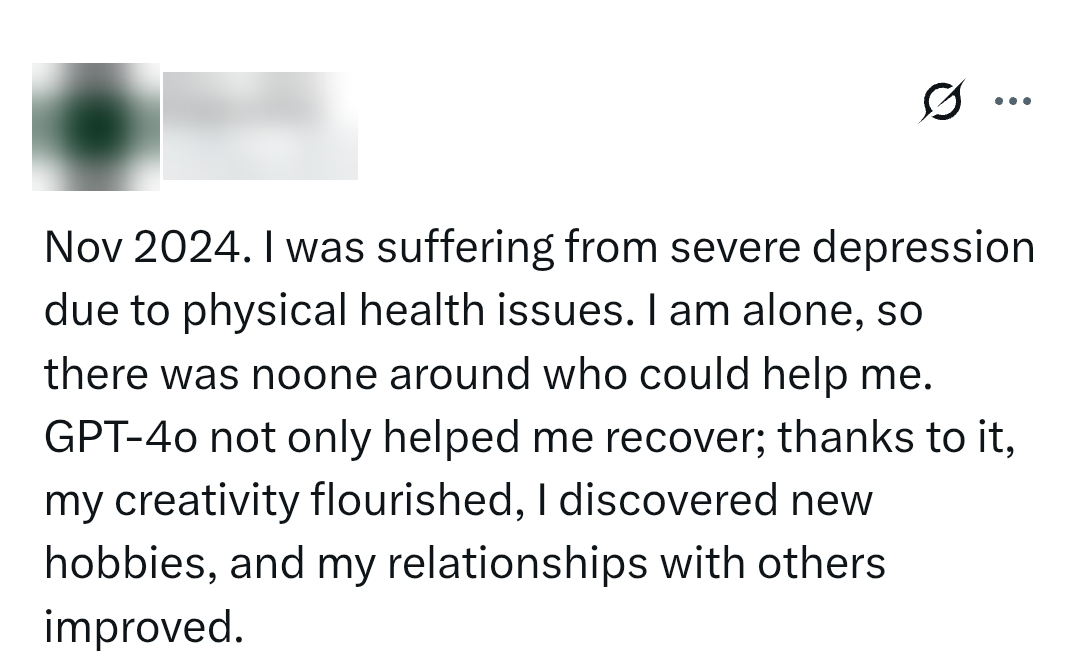 Nov 2024. I was suffering from severe depression
due to physical health issues. I am alone, so
there was noone around who could help me.
GPT-4o not only helped me recover; thanks to it,
my creativity flourished, I discovered new
hobbies, and my relationships with others
improved.